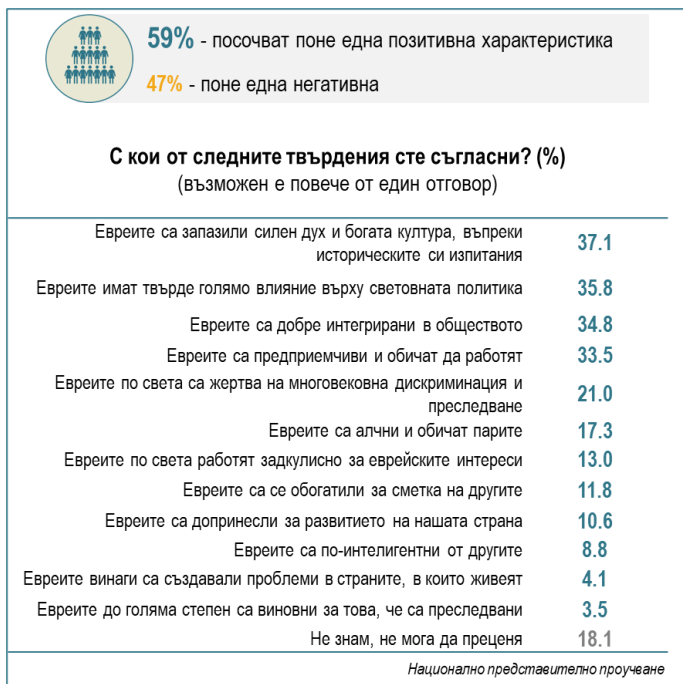 59% - посочват поне една позитивна характеристика
47% - поне една негативна
С кои от следните твърдения сте съгласни? (%)
(възможен е повече от един отговор)
Евреите са запазили силен дух и богата култура, въпреки
историческите си изпитания 37.1
Евреите имат твърде голямо влияние върху световната политика 35.8
Евреите са добре интегрирани в обществото 34.8
Евреите са предприемчиви и обичат да работят 33.5
Евреите по света са жертва на многовековна дискриминация и
преследване 21.0
Евреите са алчни и обичат парите 17.3
Евреите по света работят задкулисно за еврейските интереси 13.0
Евреите са се обогатили за сметка на другите 11.8
Евреите са допринесли за развитието на нашата страна 10.6
Евреите са по-интелигентни от другите 8.8
Евреите винаги са създавали проблеми в страните, в които живеят 4.1
Евреите до голяма степен са виновни за това, че са преследвани 3.5
Не знам, не мога да преценя 18.1
Национално представително проучване